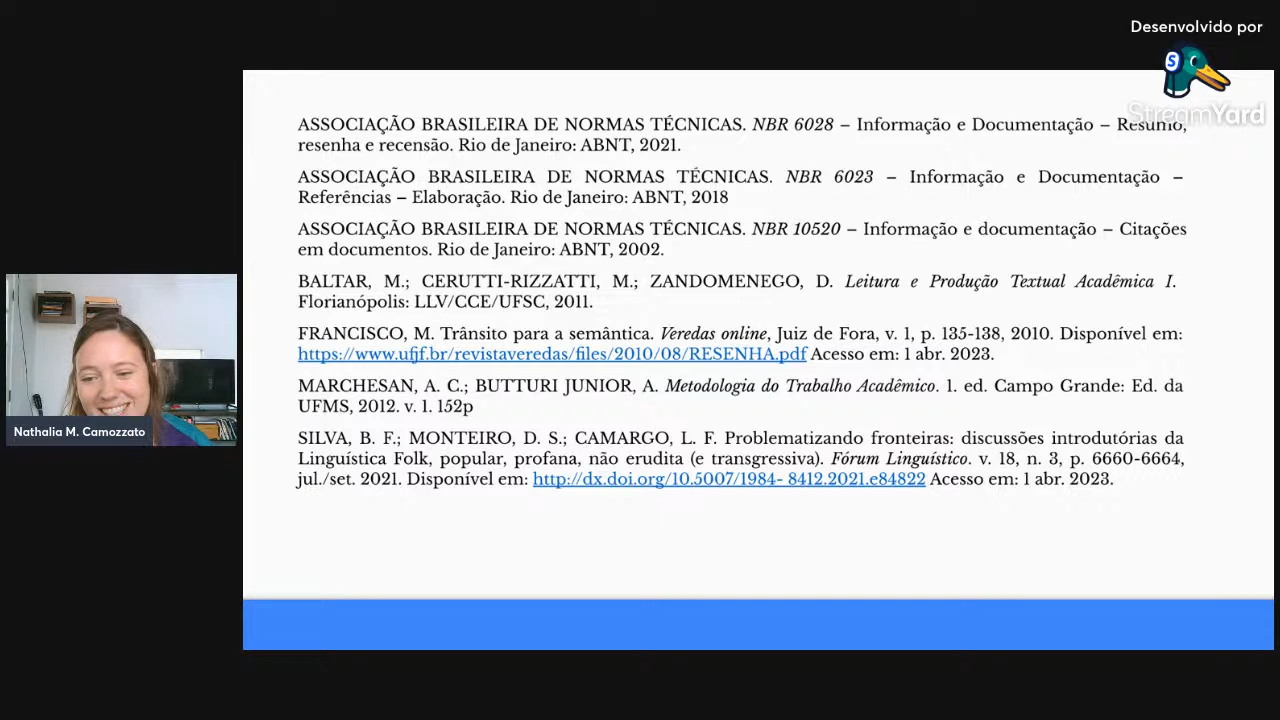 Desenvolvido por
StreamYard
ASSOCIAÇÃO BRASILEIRA DE NORMAS TÉCNICAS. NBR 6028 – Informação e Documentação – Resumo,
resenha e recensão. Rio de Janeiro: ABNT, 2021.
ASSOCIAÇÃO BRASILEIRA DE NORMAS TÉCNICAS. NBR 6023 – Informação e Documentação –
Referências – Elaboração. Rio de Janeiro: ABNT, 2018
ASSOCIAÇÃO BRASILEIRA DE NORMAS TÉCNICAS. NBR 10520 – Informação e documentação – Citações
em documentos. Rio de Janeiro: ABNT, 2002.
BALTAR, M.; CERUTTI-RIZZATTI, M.; ZANDOMENEGO, D. Leitura e Produção Textual Acadêmica I.
Florianópolis: LLV/CCE/UFSC, 2011.
FRANCISCO, M. Trânsito para a semântica. Veredas online, Juiz de Fora, v. 1, p. 135-138, 2010. Disponível em:
https://www.ufjf.br/revistaveredas/files/2010/08/RESENHA.pdf Acesso em: 1 abr. 2023.
MARCHESAN, A. C.; BUTTURI JUNIOR, A. Metodologia do Trabalho Acadêmico. 1. ed. Campo Grande: Ed. da
UFMS, 2012. v. 1. 152p
SILVA, B. F.; MONTEIRO, D. S.; CAMARGO, L. F. Problematizando fronteiras: discussões introdutórias da
Linguística Folk, popular, profana, não erudita (e transgressiva). Fórum Linguístico. v. 18, n. 3, p. 6660-6664,
jul./set. 2021. Disponível em: http://dx.doi.org/10.5007/1984- 8412.2021.e84822 Acesso em: 1 abr. 2023.
Nathalia M. Camozzato